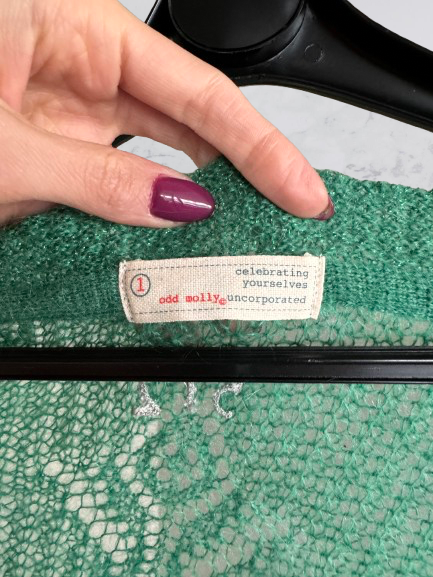 1
celebrating
yourselves
odd molly© uncorporated